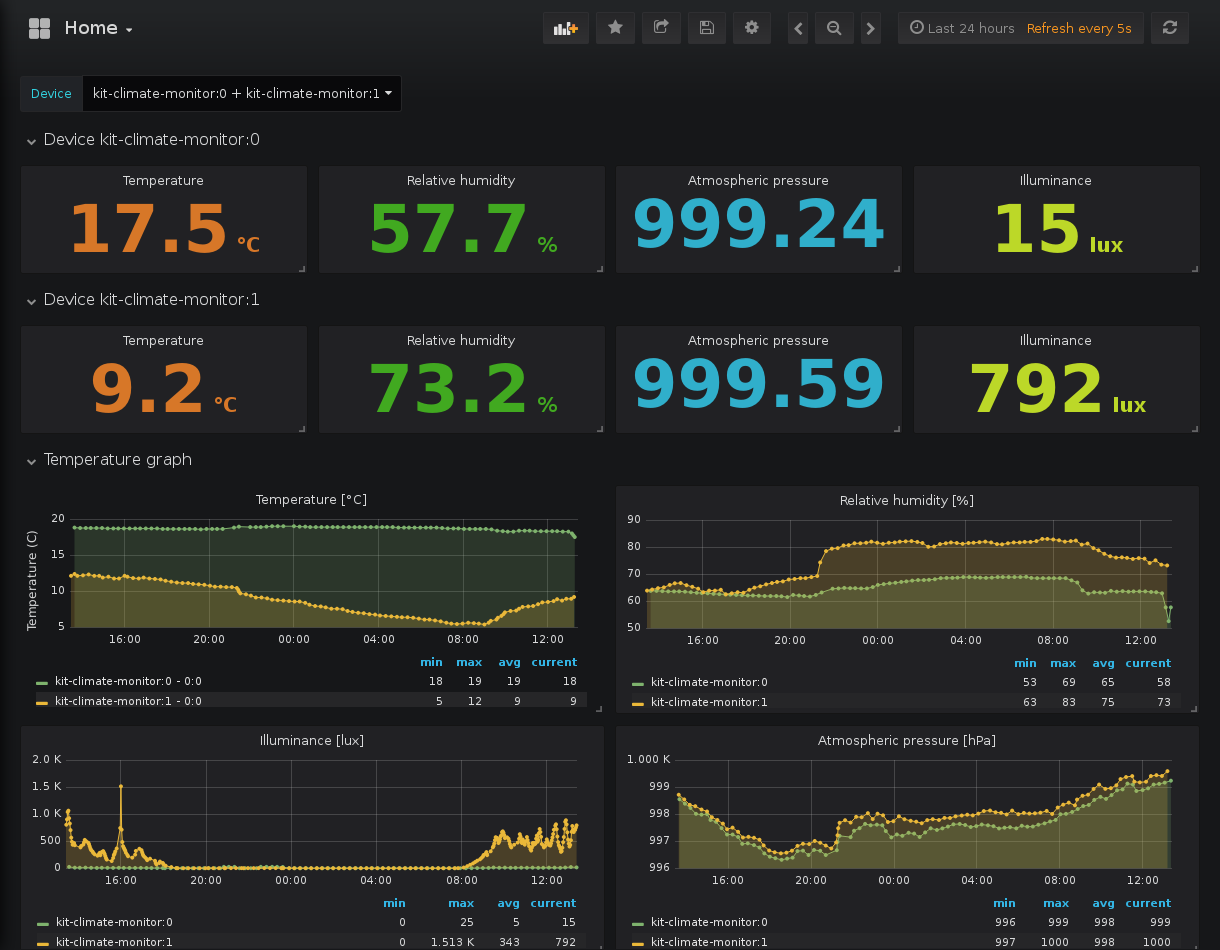 Home
Last 24 hours Refresh every 5s
Device kit-climate-monitor:0 + kit-climate-monitor:1
Device kit-climate-monitor:0
Temperature Relative humidity Atmospheric pressure Illuminance
17.5 °C 57.7 % 999.24 15 lux
Device kit-climate-monitor:1
Temperature Relative humidity Atmospheric pressure Illuminance
9.2 °C 73.2 % 999.59 792 lux
Temperature graph
Temperature [°C]
Temperature (C)
20
15
10
5
16:00 20:00 00:00 04:00 08:00 12:00
min max avg current
kit-climate-monitor:0 - 0:0 18 19 19 18
kit-climate-monitor:1 - 0:0 5 12 9 9
Relative humidity [%]
90
80
70
60
50
16:00 20:00 00:00 04:00 08:00 12:00
min max avg current
kit-climate-monitor:0 53 69 65 58
kit-climate-monitor:1 63 83 75 73
Illuminance [lux]
2.0 K
1.5 K
1.0 K
500
0
16:00 20:00 00:00 04:00 08:00 12:00
min max avg current
kit-climate-monitor:0 0 25 5 15
kit-climate-monitor:1 0 1.513 K 343 792
Atmospheric pressure [hPa]
1.000 K
999
998
997
996
16:00 20:00 00:00 04:00 08:00 12:00
min max avg current
kit-climate-monitor:0 996 999 998 999
kit-climate-monitor:1 997 1000 998 1000